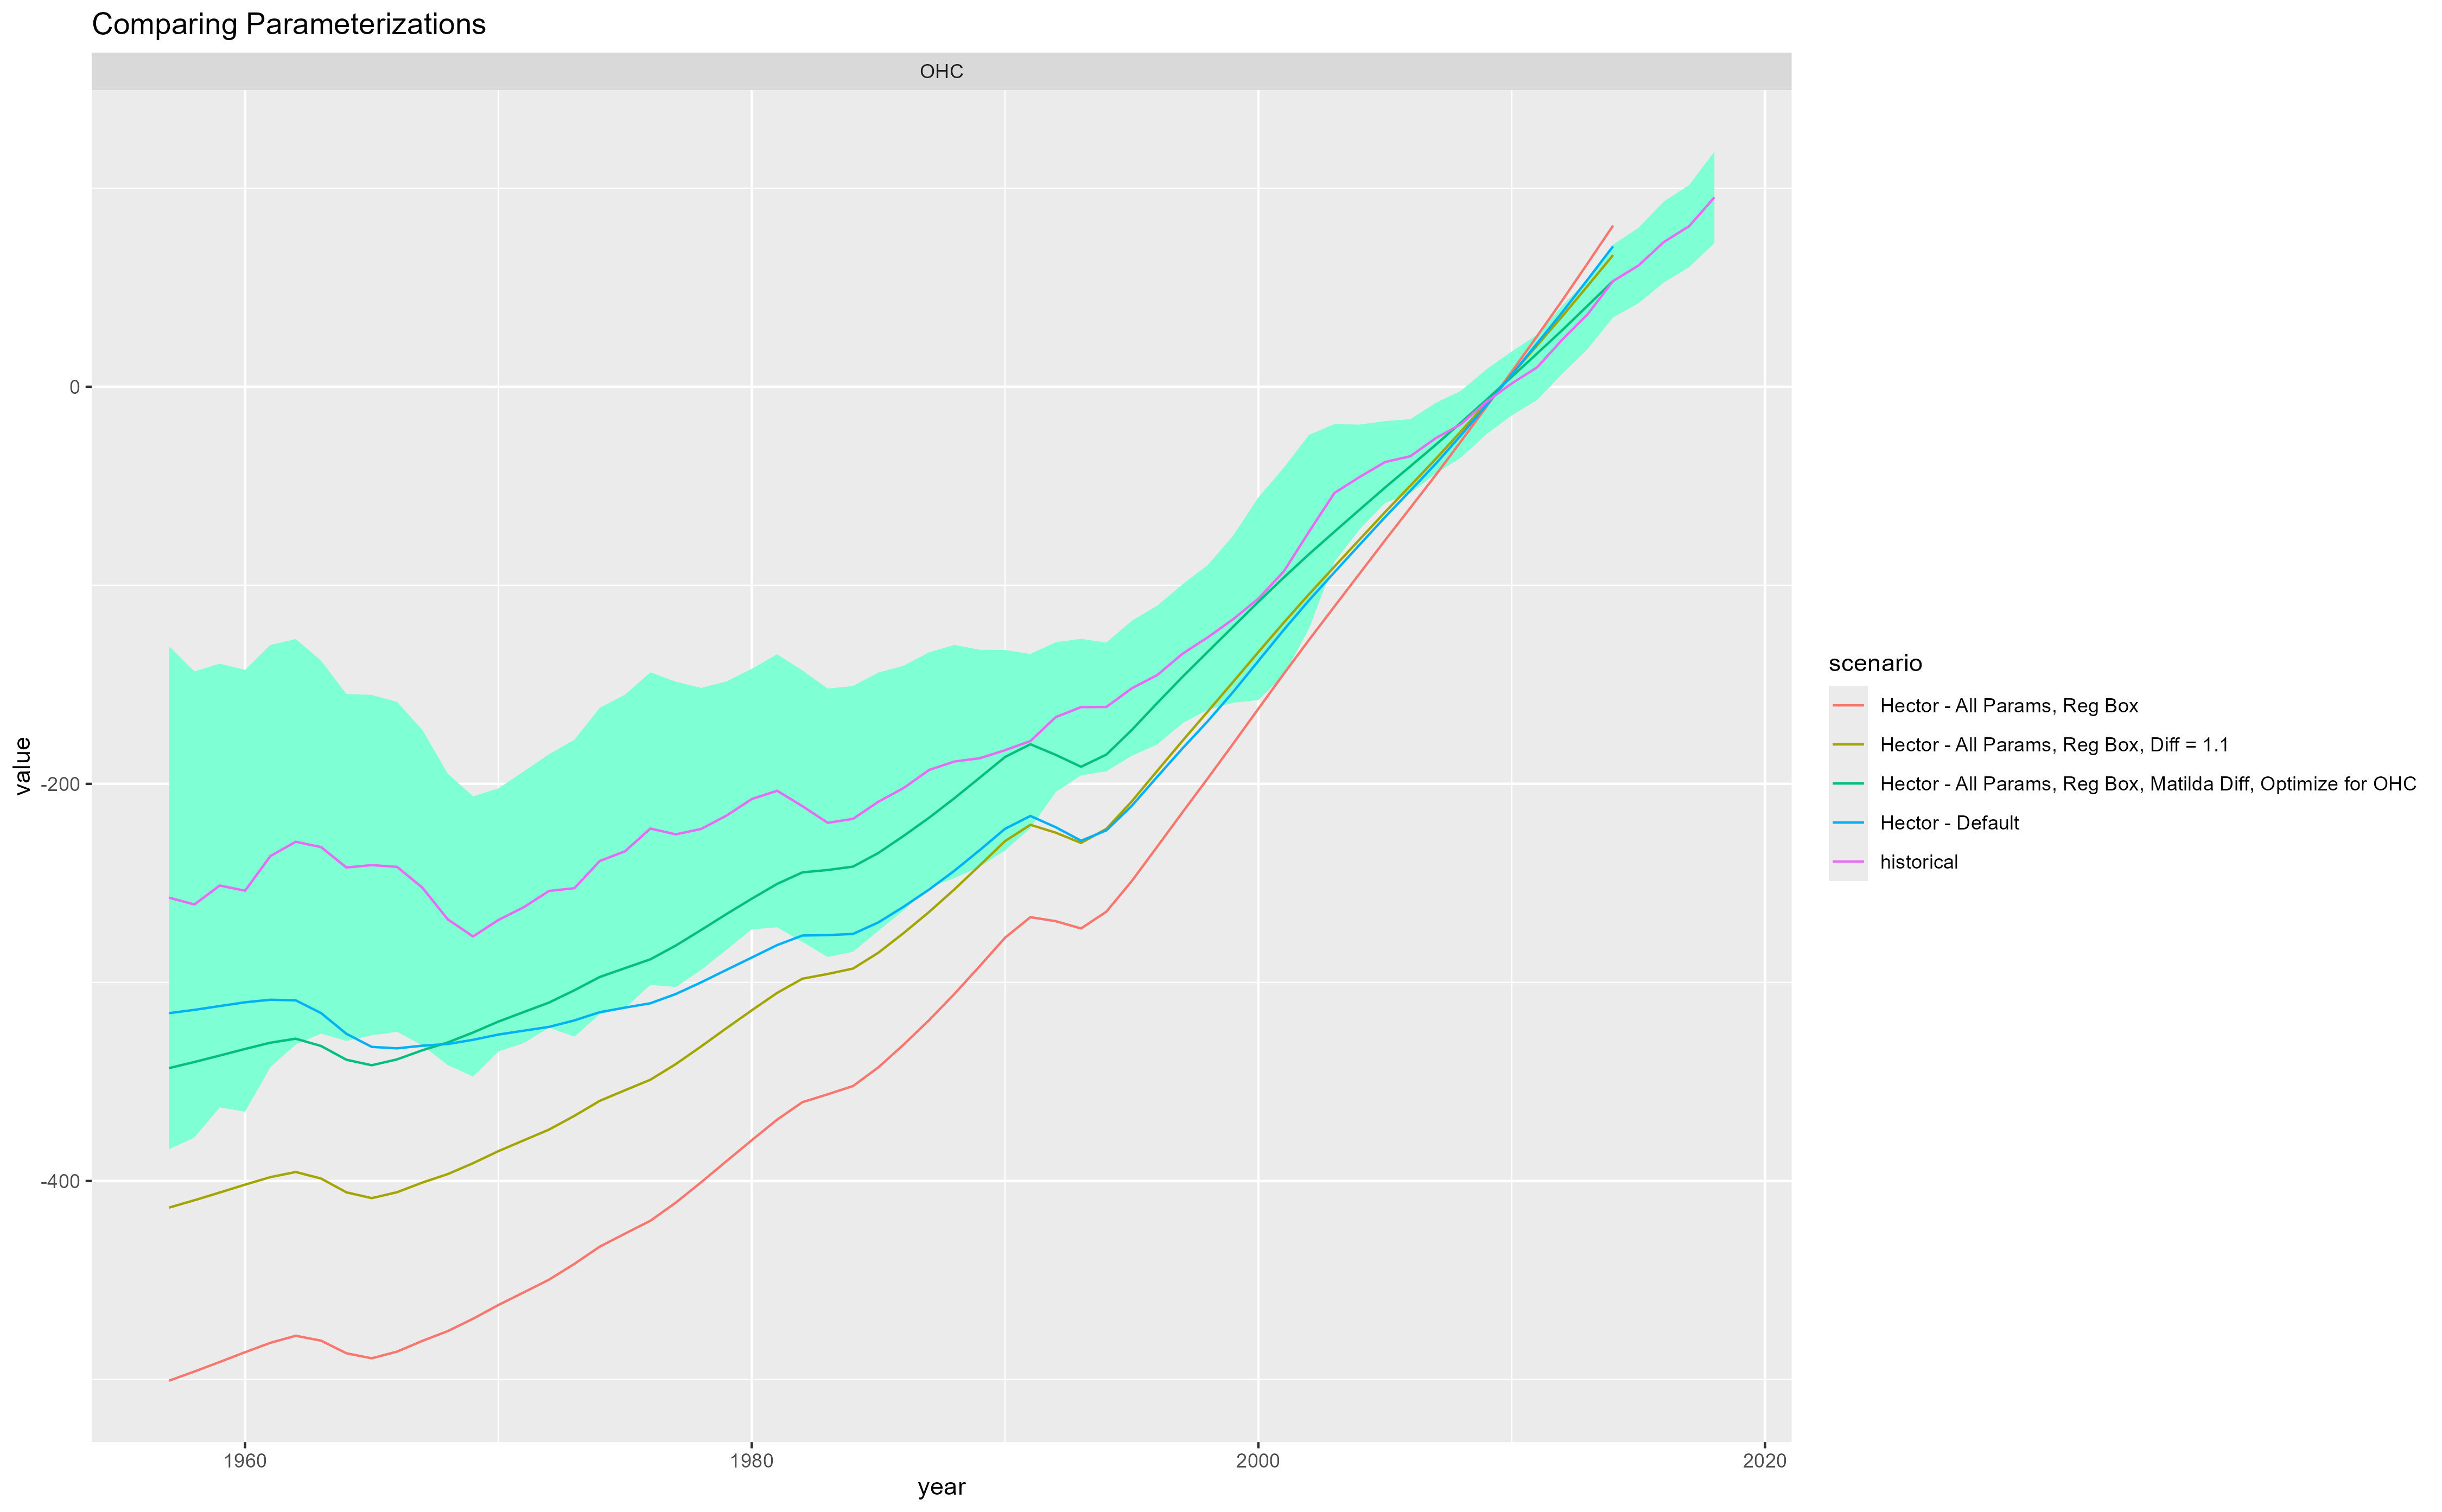 Comparing Parameterizations
OHC
value
0
-200
-400
1960
1980
2000
2020
year
scenario
Hector - All Params, Reg Box
Hector - All Params, Reg Box, Diff = 1.1
Hector - All Params, Reg Box, Matilda Diff, Optimize for OHC
Hector - Default
historical